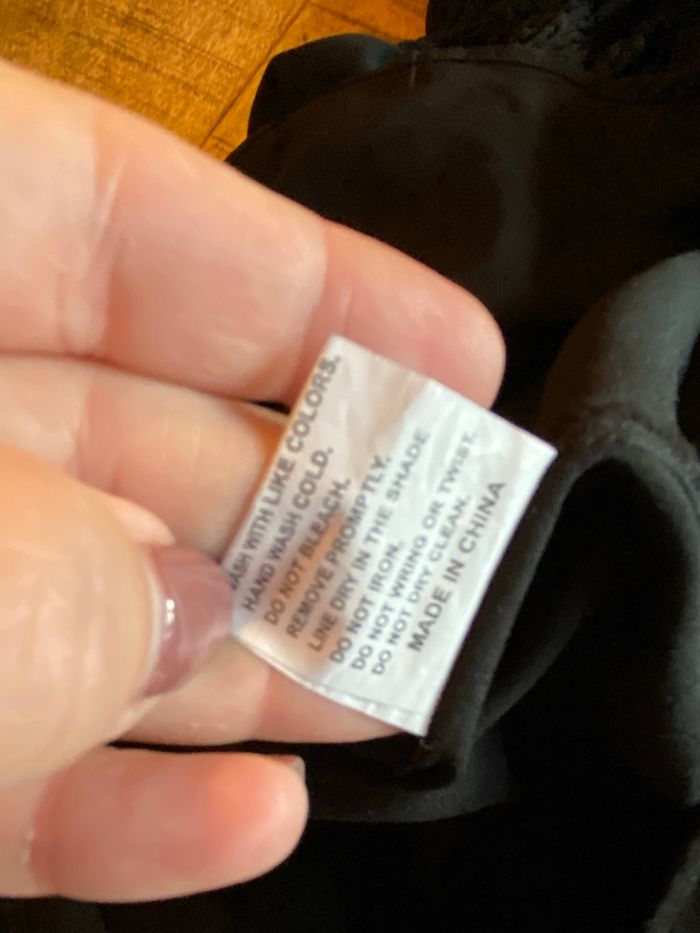 WASH WITH LIKE COLORS.
HAND WASH COLD.
DO NOT BLEACH.
REMOVE PROMPTLY.
LINE DRY IN THE SHADE
DO NOT IRON.
DO NOT WRING OR TWIST.
DO NOT DRY CLEAN.
MADE IN CHINA